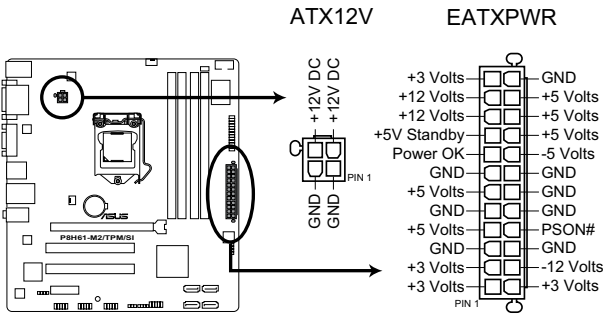 ATX12V
EATXPWR
+12V DC
+12V DC
PIN 1
GND
GND
+3 Volts GND
+12 Volts +5 Volts
+12 Volts +5 Volts
+5V Standby +5 Volts
Power OK -5 Volts
GND GND
+5 Volts GND
GND GND
+5 Volts PSON#
GND GND
+3 Volts -12 Volts
+3 Volts +3 Volts
PIN 1
ASUS
P8H61-M2/TPM/SI